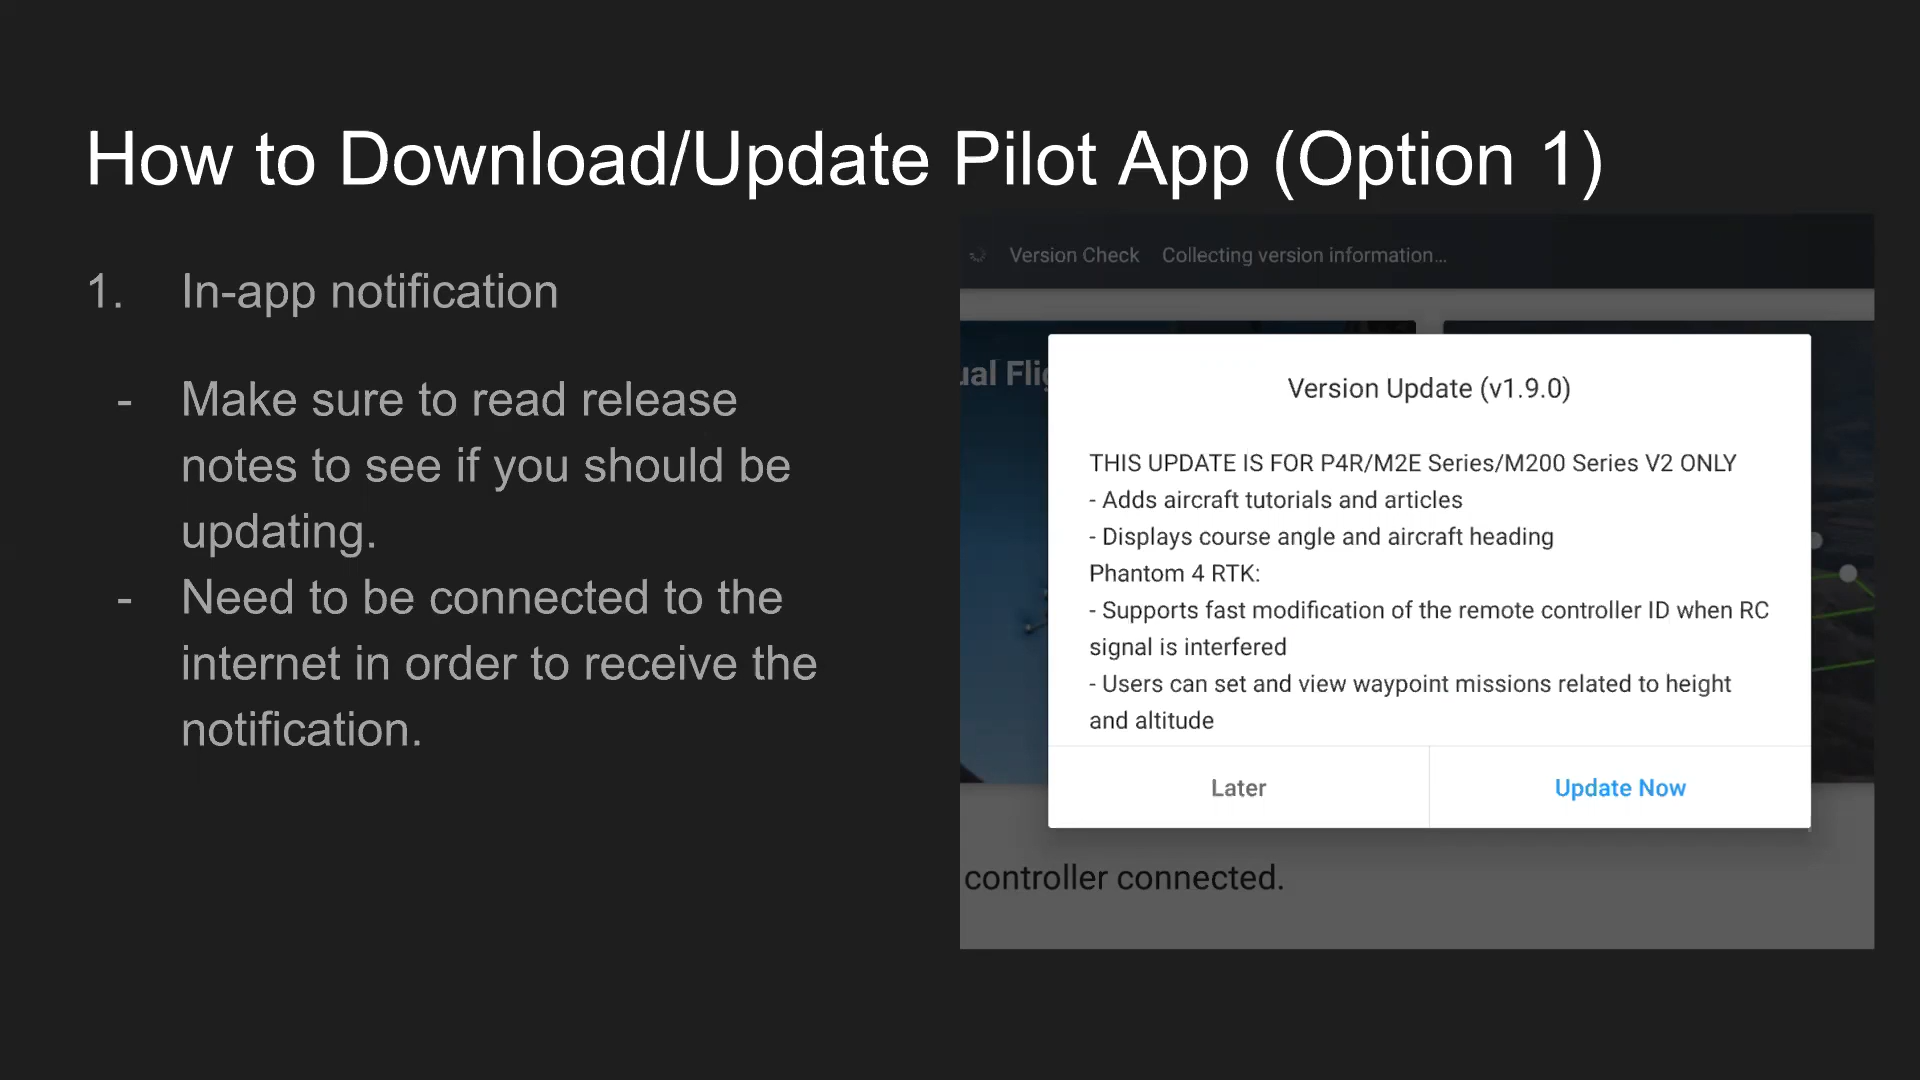 How to Download/Update Pilot App (Option 1)
1. In-app notification
- Make sure to read release
notes to see if you should be
updating.
- Need to be connected to the
internet in order to receive the
notification.
Version Check Collecting version information...
ual Flig
Version Update (v1.9.0)
THIS UPDATE IS FOR P4R/M2E Series/M200 Series V2 ONLY
- Adds aircraft tutorials and articles
- Displays course angle and aircraft heading
Phantom 4 RTK:
- Supports fast modification of the remote controller ID when RC
signal is interfered
- Users can set and view waypoint missions related to height
and altitude
Later Update Now
controller connected.